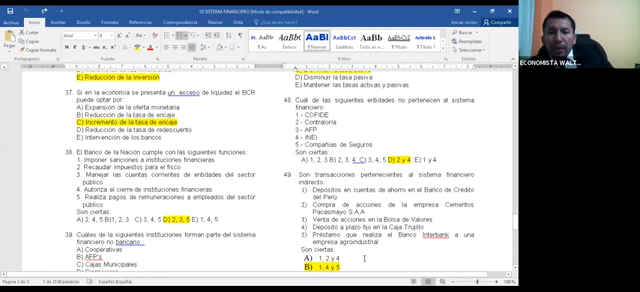 18 SISTEMA FINANCIERO [Modo de compatibilidad] - Word
Archivo
Inicio
Insertar
Diseño
Formato
Referencias
Correspondencia
Revisar
Vista
¿Qué desea hacer?
Iniciar sesión
Compartir
Pegar
Arial
Fuente
Párrafo
Estilos
Edición
ECONOMISTA WALT...
E) Reducción de la Inversión
37. Si en la economía se presenta un exceso de liquidez el BCR
puede optar por:
A) Expansión de la oferta monetaria
B) Reducción de la tasa de encaje
C) Incremento de la tasa de encaje
D) Reducción de la tasa de redescuento
E) Intervención de los bancos
38. El Banco de la Nación cumple con las siguientes funciones:
1. Imponer sanciones a instituciones financieras
2. Recaudar impuestos para el fisco
3. Manejar las cuentas corrientes de entidades del sector
público
4. Autoriza el cierre de instituciones financieras
5. Realiza pagos de remuneraciones a empleados del sector
público
Son ciertas:
A) 2, 4, 5 B)1, 2, 3 C) 3, 4, 5 D) 2, 3, 5 E) 1, 4, 5
39. Cuáles de la siguientes instituciones forman parte del sistema
financiero no bancario
A) Cooperativas
B) AFP's
C) Cajas Municipales
D) Financieras
D) Disminuir la tasa pasiva
E) Mantener las tasas activas y pasivas
48. Cuál de las siguientes entidades no pertenecen al sistema
financiero
1.- COFIDE
2.- Contraloría
3.- AFP
4.- INEI
5.- Compañías de Seguros
Son ciertas:
A) 1, 2, 3 B) 2, 3, 4 C) 3, 4, 5 D) 2 y 4 E) 1 y 4
49. Son transacciones pertenecientes al sistema financiero
indirecto:
1) Depósitos en cuentas de ahorro en el Banco de Crédito
del Perú
2) Compra de acciones de la empresa Cementos
Pacasmayo S.A.A
3) Venta de acciones en la Bolsa de Valores
4) Depósito a plazo fijo en la Caja Trujillo
5) Préstamo que realiza el Banco Interbank a una
empresa agroindustrial
Son ciertas:
A) 1, 2 y 4
B) 1, 4 y 5